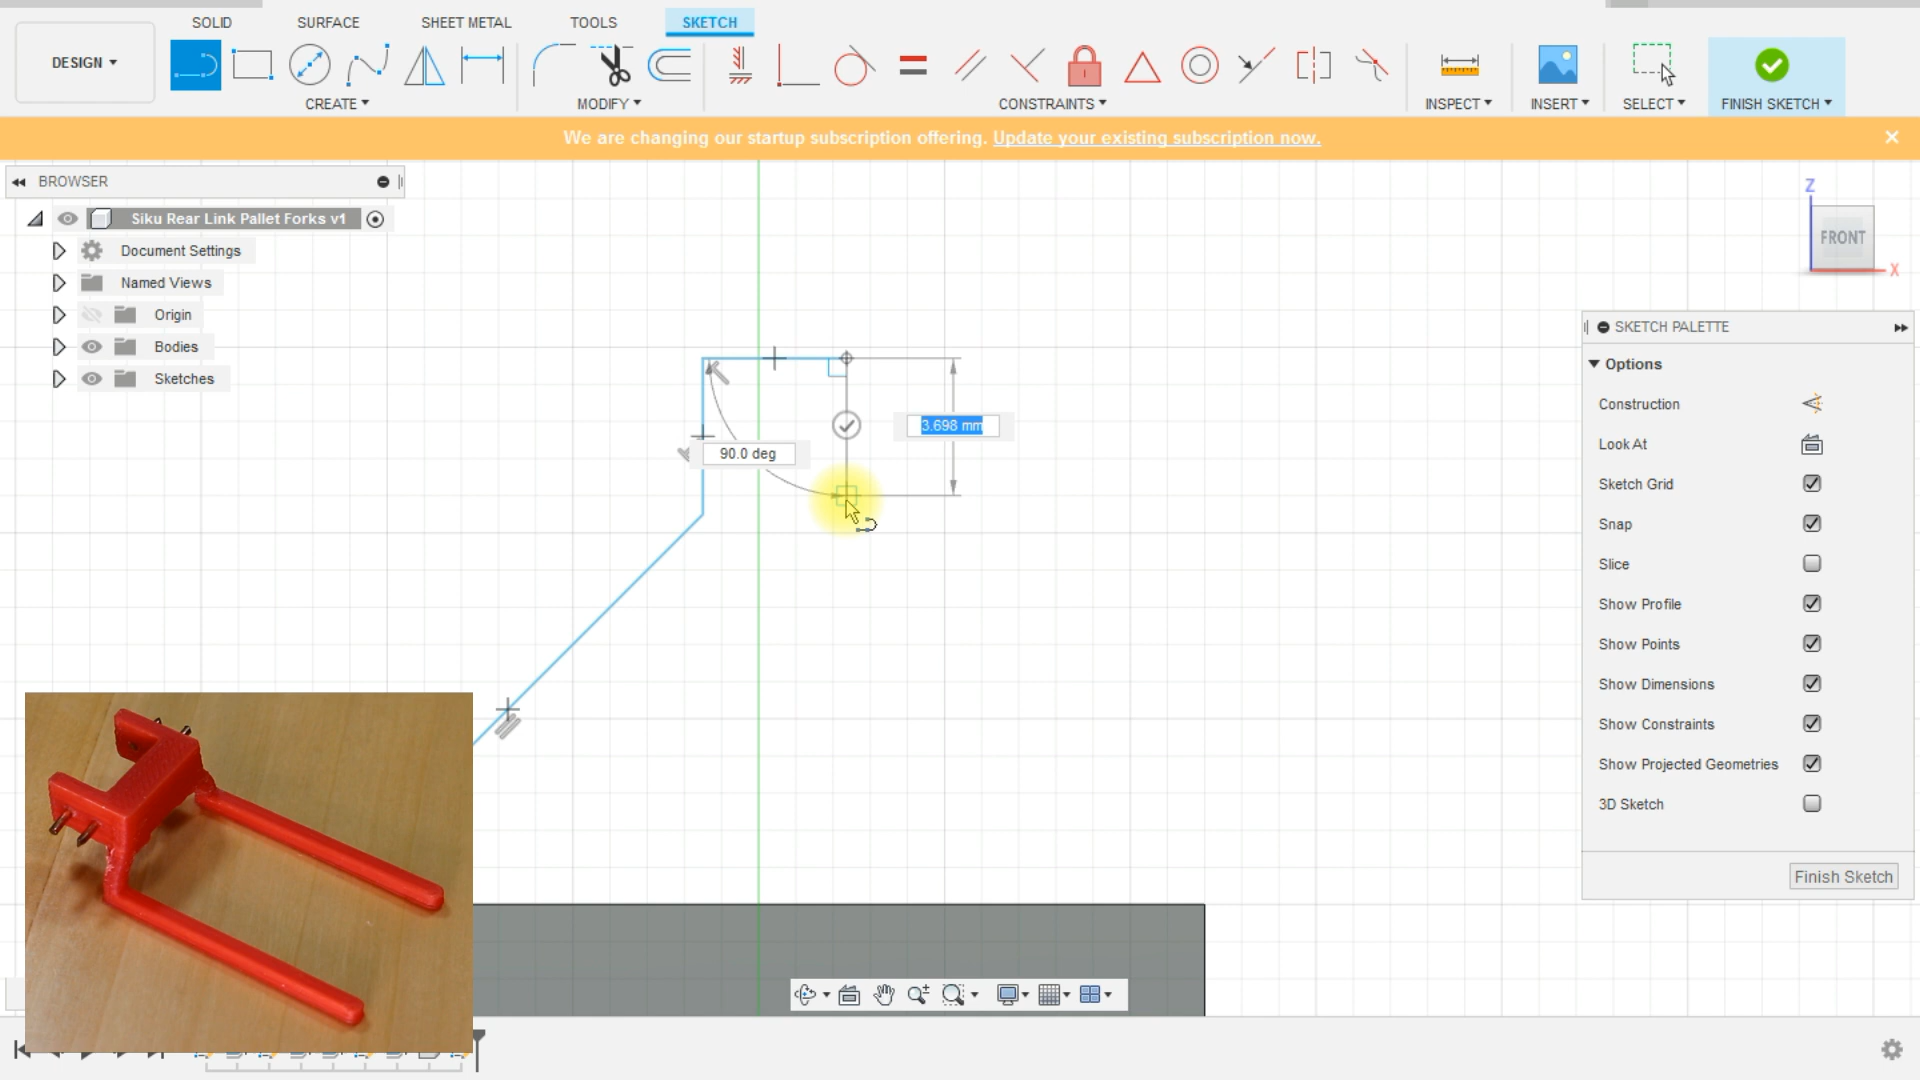 SOLID SURFACE SHEET METAL TOOLS SKETCH
DESIGN
CREATE MODIFY CONSTRAINTS INSPECT INSERT SELECT FINISH SKETCH
We are changing our startup subscription offering. Update your existing subscription now.
BROWSER
Siku Rear Link Pallet Forks v1
Document Settings
Named Views
Origin
Bodies
Sketches
Z
FRONT
X
3.698 mm
90.0 deg
SKETCH PALETTE
Options
Construction
Look At
Sketch Grid
Snap
Slice
Show Profile
Show Points
Show Dimensions
Show Constraints
Show Projected Geometries
3D Sketch
Finish Sketch